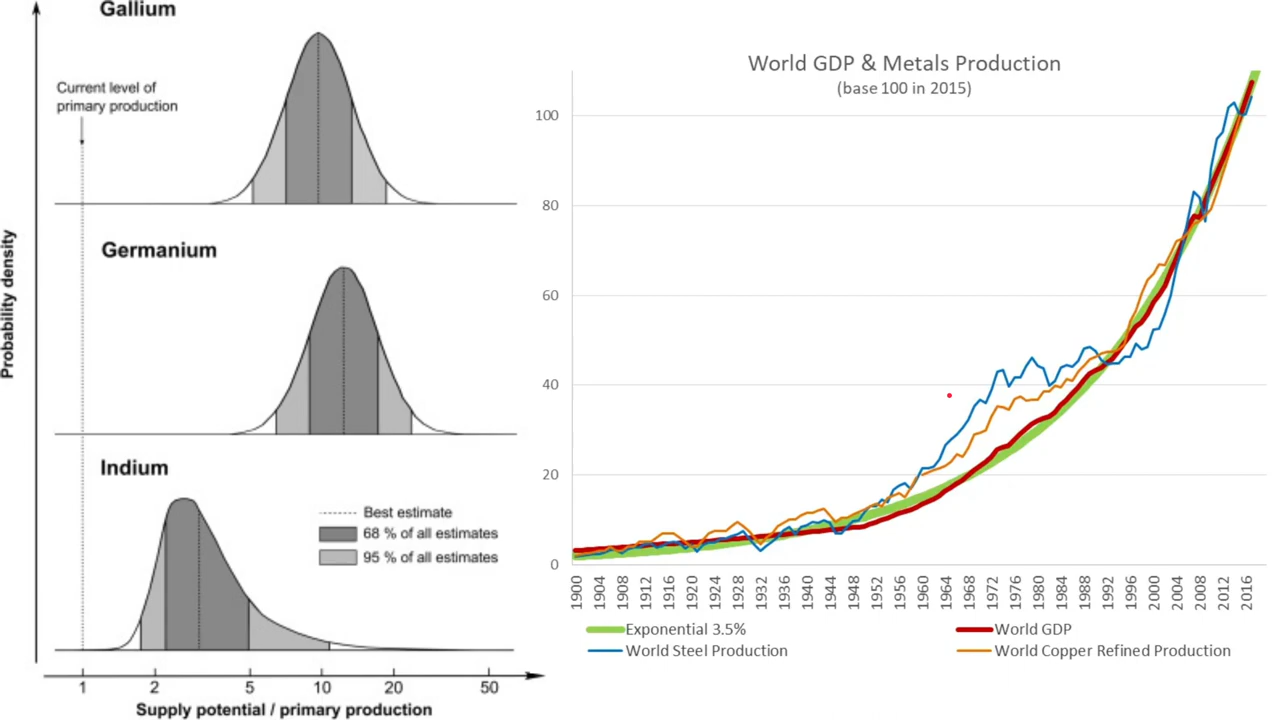 Gallium
Current level of
primary production
Germanium
Indium
Best estimate
68 % of all estimates
95 % of all estimates
Probability density
1
2
5
10
20
50
Supply potential / primary production
World GDP & Metals Production
(base 100 in 2015)
100
80
60
40
20
0
1900
1904
1908
1912
1916
1920
1924
1928
1932
1936
1940
1944
1948
1952
1956
1960
1964
1968
1972
1976
1980
1984
1988
1992
1996
2000
2004
2008
2012
2016
Exponential 3.5%
World GDP
World Steel Production
World Copper Refined Production